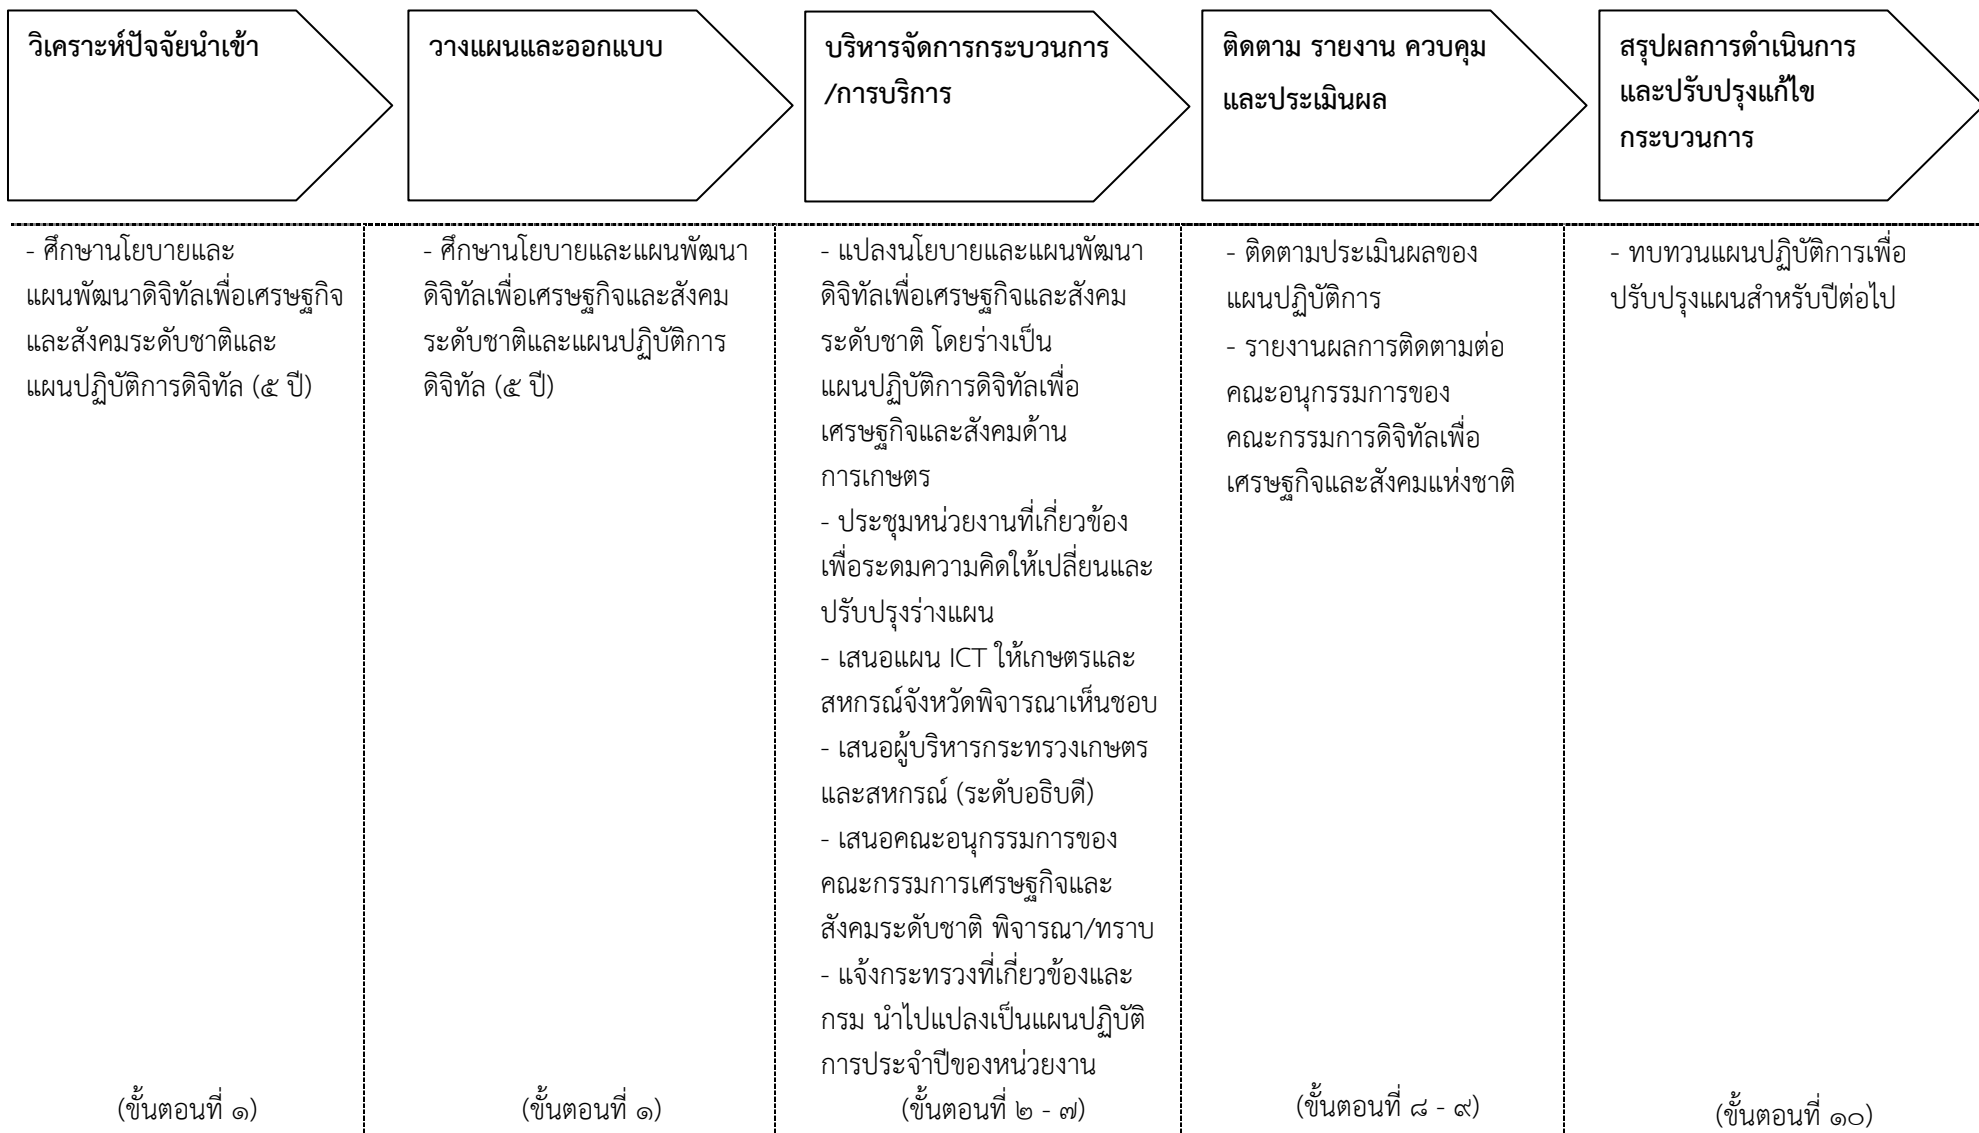 วิเคราะห์ปัจจัยนำเข้า
วางแผนและออกแบบ
บริหารจัดการกระบวนการ
/การบริการ
ติดตาม รายงาน ควบคุม
และประเมินผล
สรุปผลการดำเนินการ
และปรับปรุงแก้ไข
กระบวนการ
- ศึกษานโยบายและ
แผนพัฒนาดิจิทัลเพื่อเศรษฐกิจ
และสังคมระดับชาติและ
แผนปฏิบัติการดิจิทัล (๕ ปี)
(ขั้นตอนที่ ๑)
- ศึกษานโยบายและแผนพัฒนา
ดิจิทัลเพื่อเศรษฐกิจและสังคม
ระดับชาติและแผนปฏิบัติการ
ดิจิทัล (๕ ปี)
(ขั้นตอนที่ ๑)
- แปลงนโยบายและแผนพัฒนา
ดิจิทัลเพื่อเศรษฐกิจและสังคม
ระดับชาติ โดยร่างเป็น
แผนปฏิบัติการดิจิทัลเพื่อ
เศรษฐกิจและสังคมด้าน
การเกษตร
- ประชุมหน่วยงานที่เกี่ยวข้อง
เพื่อระดมความคิดให้เปลี่ยนและ
ปรับปรุงร่างแผน
- เสนอแผน ICT ให้เกษตรและ
สหกรณ์จังหวัดพิจารณาเห็นชอบ
- เสนอผู้บริหารกระทรวงเกษตร
และสหกรณ์ (ระดับอธิบดี)
- เสนอคณะอนุกรรมการของ
คณะกรรมการเศรษฐกิจและ
สังคมระดับชาติ พิจารณา/ทราบ
- แจ้งกระทรวงที่เกี่ยวข้องและ
กรม นำไปแปลงเป็นแผนปฏิบัติ
การประจำปีของหน่วยงาน
(ขั้นตอนที่ ๒ - ๗)
- ติดตามประเมินผลของ
แผนปฏิบัติการ
- รายงานผลการติดตามต่อ
คณะอนุกรรมการของ
คณะกรรมการดิจิทัลเพื่อ
เศรษฐกิจและสังคมแห่งชาติ
(ขั้นตอนที่ ๘ - ๙)
- ทบทวนแผนปฏิบัติการเพื่อ
ปรับปรุงแผนสำหรับปีต่อไป
(ขั้นตอนที่ ๑๐)